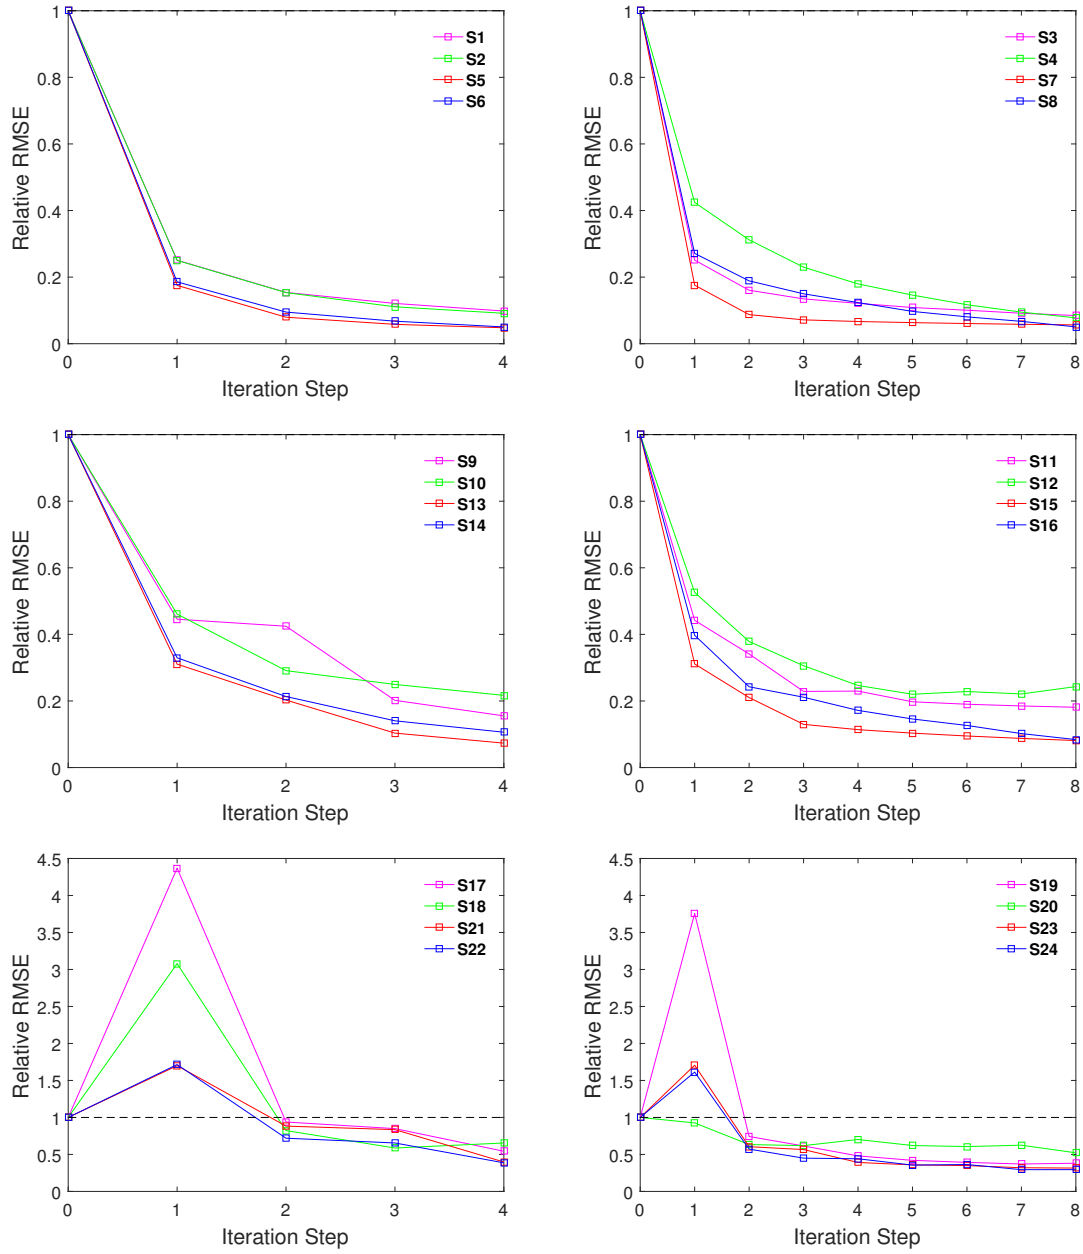 1
0.8
0.6
0.4
0.2
0
0 1 2 3 4
Relative RMSE
Iteration Step
S1
S2
S5
S6
1
0.8
0.6
0.4
0.2
0
0 1 2 3 4 5 6 7 8
Relative RMSE
Iteration Step
S3
S4
S7
S8
1
0.8
0.6
0.4
0.2
0
0 1 2 3 4
Relative RMSE
Iteration Step
S9
S10
S13
S14
1
0.8
0.6
0.4
0.2
0
0 1 2 3 4 5 6 7 8
Relative RMSE
Iteration Step
S11
S12
S15
S16
4.5
4
3.5
3
2.5
2
1.5
1
0.5
0
0 1 2 3 4
Relative RMSE
Iteration Step
S17
S18
S21
S22
4.5
4
3.5
3
2.5
2
1.5
1
0.5
0
0 1 2 3 4 5 6 7 8
Relative RMSE
Iteration Step
S19
S20
S23
S24